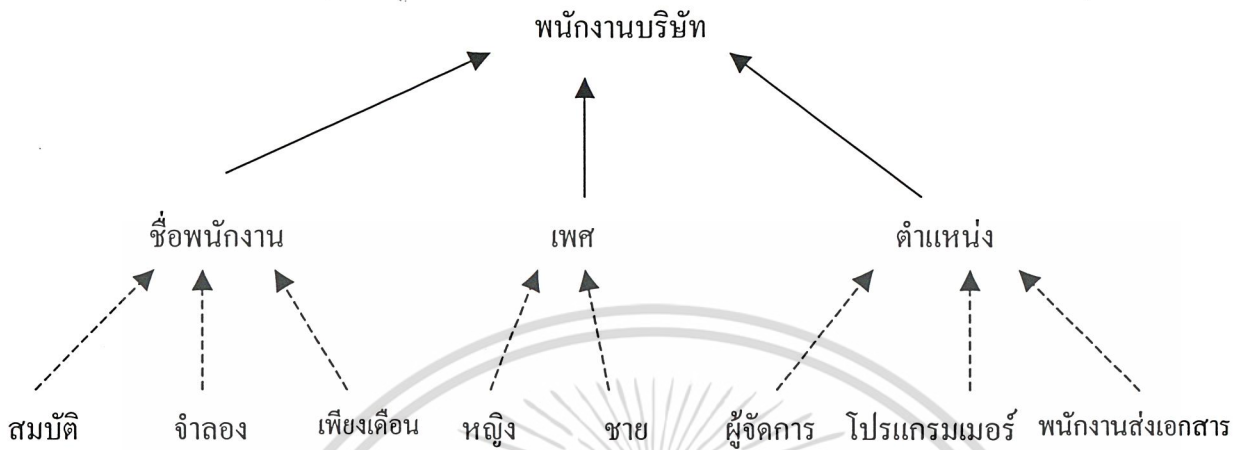 พนักงานบริษัท
ชื่อพนักงาน เพศ ตำแหน่ง
สมบัติ จำลอง เพียงเดือน หญิง ชาย ผู้จัดการ โปรแกรมเมอร์ พนักงานส่งเอกสาร